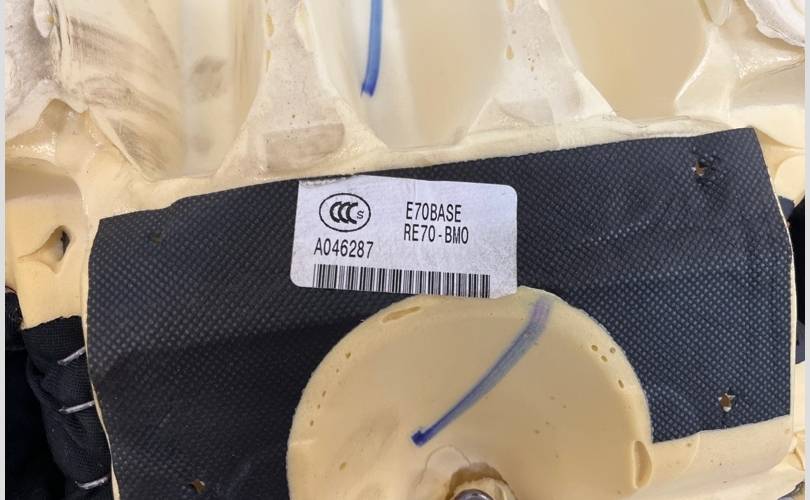 CCC S
E70BASE
RE70-BMO
A046287